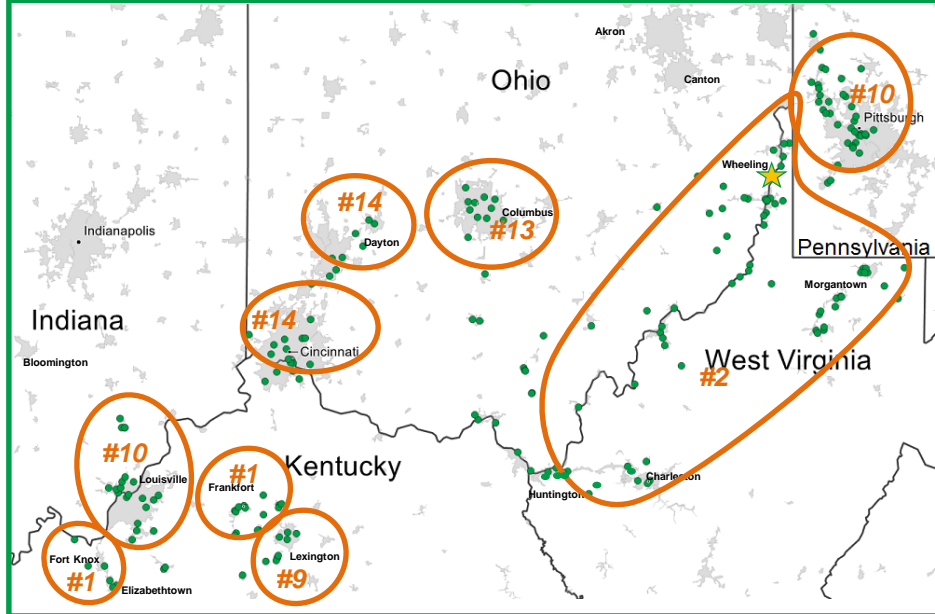 Akron
Ohio
Canton
#10
Pittsburgh
Wheeling
#14
Columbus
#13
Dayton
Indianapolis
Pennsylvania
Morgantown
Indiana
#14
Cincinnati
Bloomington
West Virginia
#2
#10
#1
Kentucky
Louisville
Frankfort
Charleston
Huntington
Fort Knox
#1
Lexington
#9
Elizabethtown